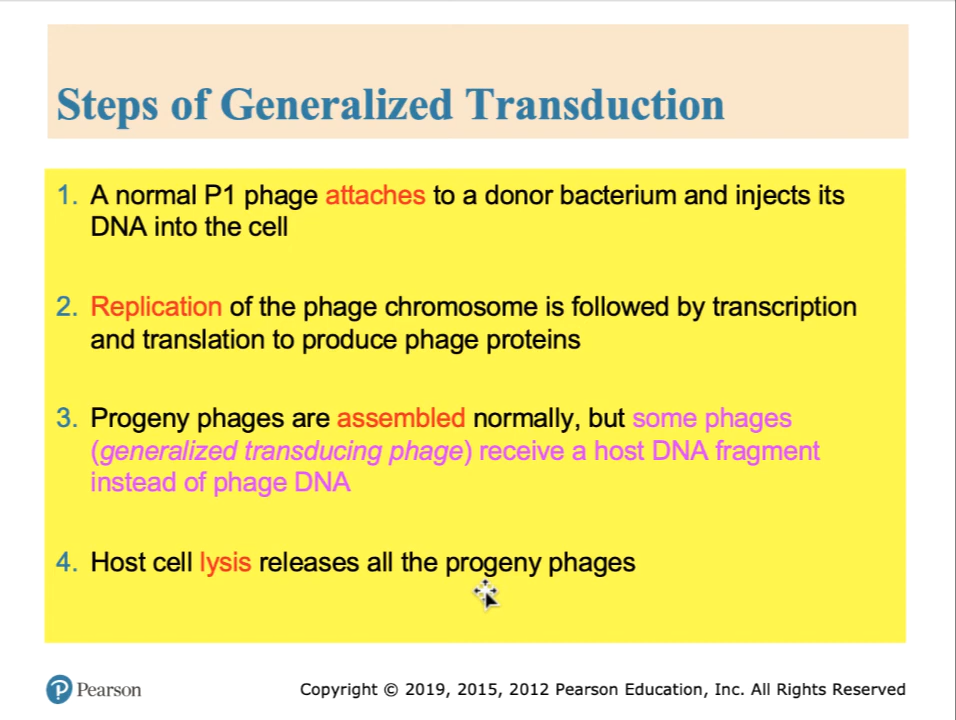 Steps of Generalized Transduction
1. A normal P1 phage attaches to a donor bacterium and injects its
DNA into the cell
2. Replication of the phage chromosome is followed by transcription
and translation to produce phage proteins
3. Progeny phages are assembled normally, but some phages
(generalized transducing phage) receive a host DNA fragment
instead of phage DNA
4. Host cell lysis releases all the progeny phages
P Pearson
Copyright © 2019, 2015, 2012 Pearson Education, Inc. All Rights Reserved